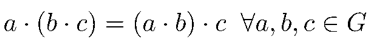 a · (b · c) = (a · b) · c ∀a, b, c ∈ G